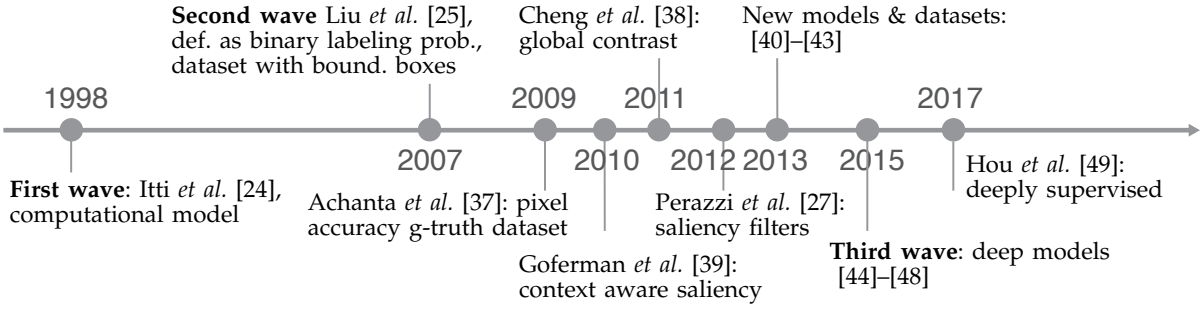 Second wave Liu et al. [25],
def. as binary labeling prob.,
dataset with bound. boxes
Cheng et al. [38]:
global contrast
New models & datasets:
[40]–[43]
1998
2009
2011
2017
2007
2010
2012
2013
2015
First wave: Itti et al. [24],
computational model
Achanta et al. [37]: pixel
accuracy g-truth dataset
Perazzi et al. [27]:
saliency filters
Hou et al. [49]:
deeply supervised
Goferman et al. [39]:
context aware saliency
Third wave: deep models
[44]–[48]